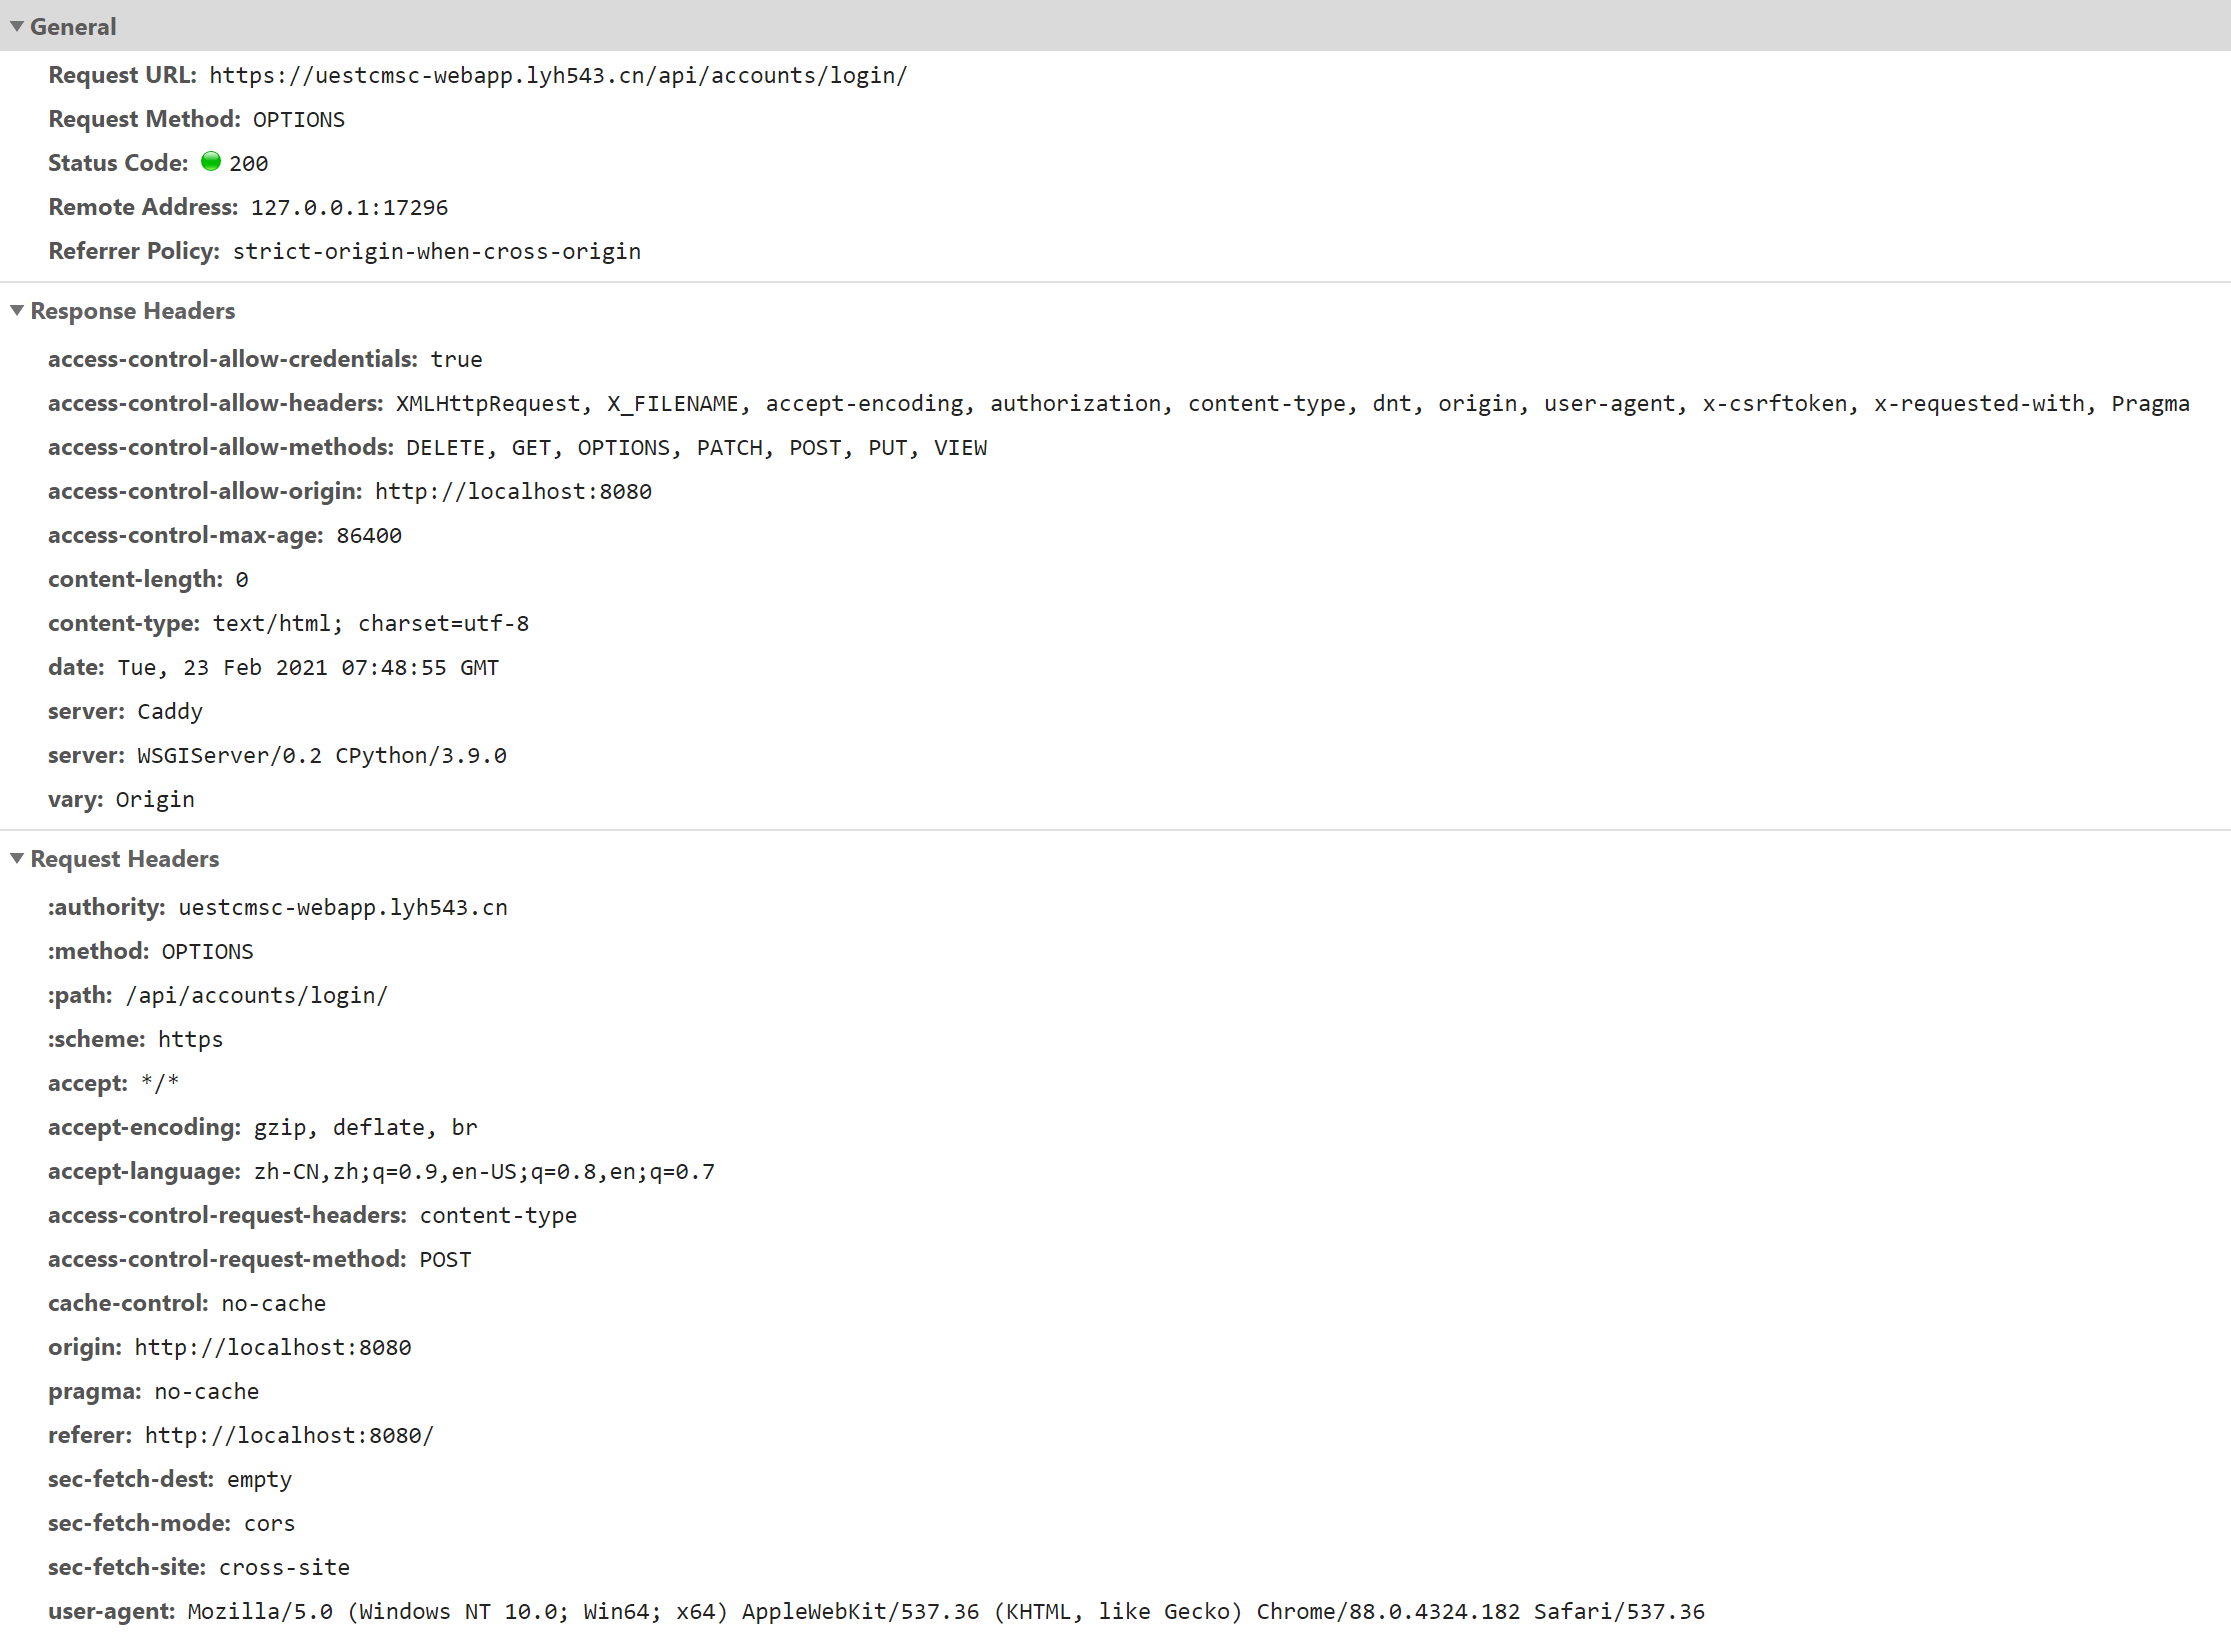 General
Request URL: https://uestcmsc-webapp.lyh543.cn/api/accounts/login/
Request Method: OPTIONS
Status Code: 200
Remote Address: 127.0.0.1:17296
Referrer Policy: strict-origin-when-cross-origin
Response Headers
access-control-allow-credentials: true
access-control-allow-headers: XMLHttpRequest, X_FILENAME, accept-encoding, authorization, content-type, dnt, origin, user-agent, x-csrftoken, x-requested-with, Pragma
access-control-allow-methods: DELETE, GET, OPTIONS, PATCH, POST, PUT, VIEW
access-control-allow-origin: http://localhost:8080
access-control-max-age: 86400
content-length: 0
content-type: text/html; charset=utf-8
date: Tue, 23 Feb 2021 07:48:55 GMT
server: Caddy
server: WSGIServer/0.2 CPython/3.9.0
vary: Origin
Request Headers
:authority: uestcmsc-webapp.lyh543.cn
:method: OPTIONS
:path: /api/accounts/login/
:scheme: https
accept: */*
accept-encoding: gzip, deflate, br
accept-language: zh-CN,zh;q=0.9,en-US;q=0.8,en;q=0.7
access-control-request-headers: content-type
access-control-request-method: POST
cache-control: no-cache
origin: http://localhost:8080
pragma: no-cache
referer: http://localhost:8080/
sec-fetch-dest: empty
sec-fetch-mode: cors
sec-fetch-site: cross-site
user-agent: Mozilla/5.0 (Windows NT 10.0; Win64; x64) AppleWebKit/537.36 (KHTML, like Gecko) Chrome/88.0.4324.182 Safari/537.36